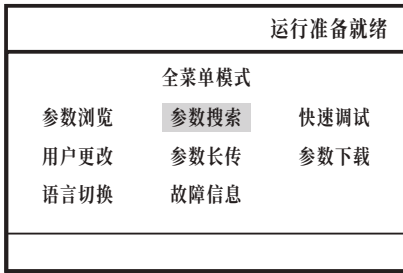 运行准备就绪
全菜单模式
参数浏览 参数搜索 快速调试
用户更改 参数长传 参数下载
语言切换 故障信息